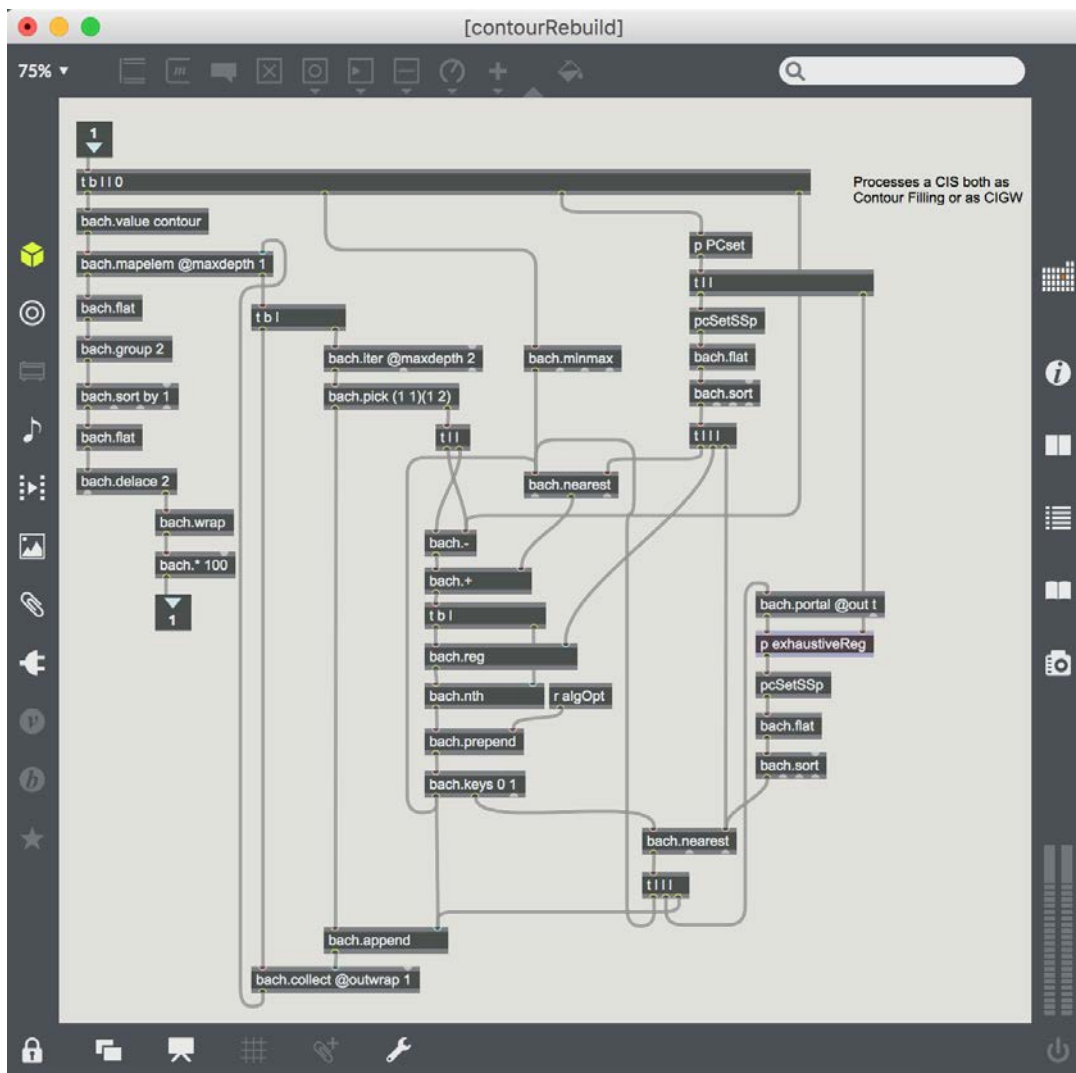 [contourRebuild]
75%
1
t b l l 0
Processes a CIS both as
Contour Filling or as CIGW
bach.value contour
p PCset
bach.mapelem @maxdepth 1
t l l
bach.flat
t b l
pcSetSSp
bach.group 2
bach.iter @maxdepth 2
bach.minmax
bach.flat
bach.sort by 1
bach.pick (1 1)(1 2)
bach.sort
bach.flat
t l l
t l l l
bach.delace 2
bach.nearest
bach.wrap
bach.-
bach.* 100
bach.+
1
t b l
bach.portal @out t
bach.reg
p exhaustiveReg
bach.nth
r algOpt
pcSetSSp
bach.prepend
bach.flat
bach.keys 0 1
bach.sort
bach.nearest
t l l l
bach.append
bach.collect @outwrap 1